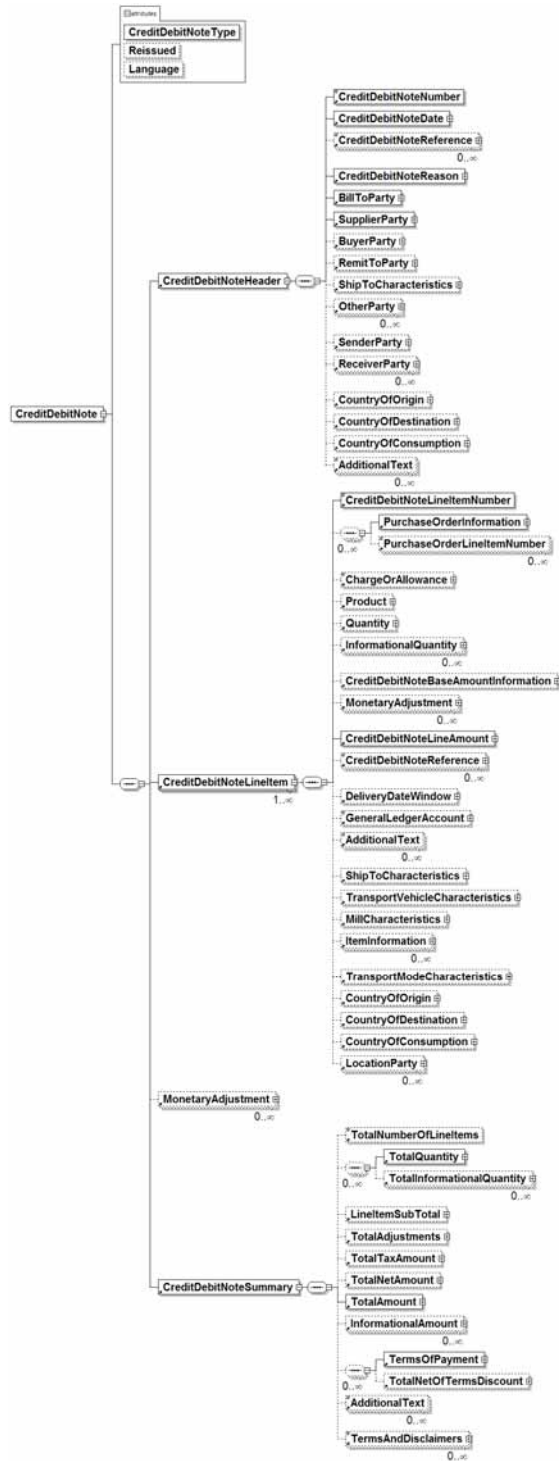 attributes
CreditDebitNoteType
Reissued
Language
CreditDebitNoteNumber
CreditDebitNoteDate
CreditDebitNoteReference
0..∞
CreditDebitNoteReason
BillToParty
SupplierParty
BuyerParty
RemitToParty
CreditDebitNoteHeader
ShipToCharacteristics
OtherParty
0..∞
SenderParty
ReceiverParty
0..∞
CountryOfOrigin
CreditDebitNote
CountryOfDestination
CountryOfConsumption
AdditionalText
0..∞
CreditDebitNoteLineItemNumber
PurchaseOrderInformation
0..∞
PurchaseOrderLineItemNumber
0..∞
ChargeOrAllowance
Product
Quantity
InformationalQuantity
0..∞
CreditDebitNoteBaseAmountInformation
MonetaryAdjustment
0..∞
CreditDebitNoteLineAmount
CreditDebitNoteReference
0..∞
CreditDebitNoteLineItem
1..∞
DeliveryDateWindow
GeneralLedgerAccount
AdditionalText
0..∞
ShipToCharacteristics
TransportVehicleCharacteristics
MillCharacteristics
ItemInformation
0..∞
TransportModeCharacteristics
CountryOfOrigin
CountryOfDestination
CountryOfConsumption
LocationParty
0..∞
MonetaryAdjustment
0..∞
TotalNumberOfLineItems
TotalQuantity
0..∞
TotalInformationalQuantity
0..∞
LineItemSubTotal
TotalAdjustments
TotalTaxAmount
TotalNetAmount
CreditDebitNoteSummary
TotalAmount
InformationalAmount
0..∞
TermsOfPayment
0..∞
TotalNetOfTermsDiscount
AdditionalText
0..∞
TermsAndDisclaimers
0..∞